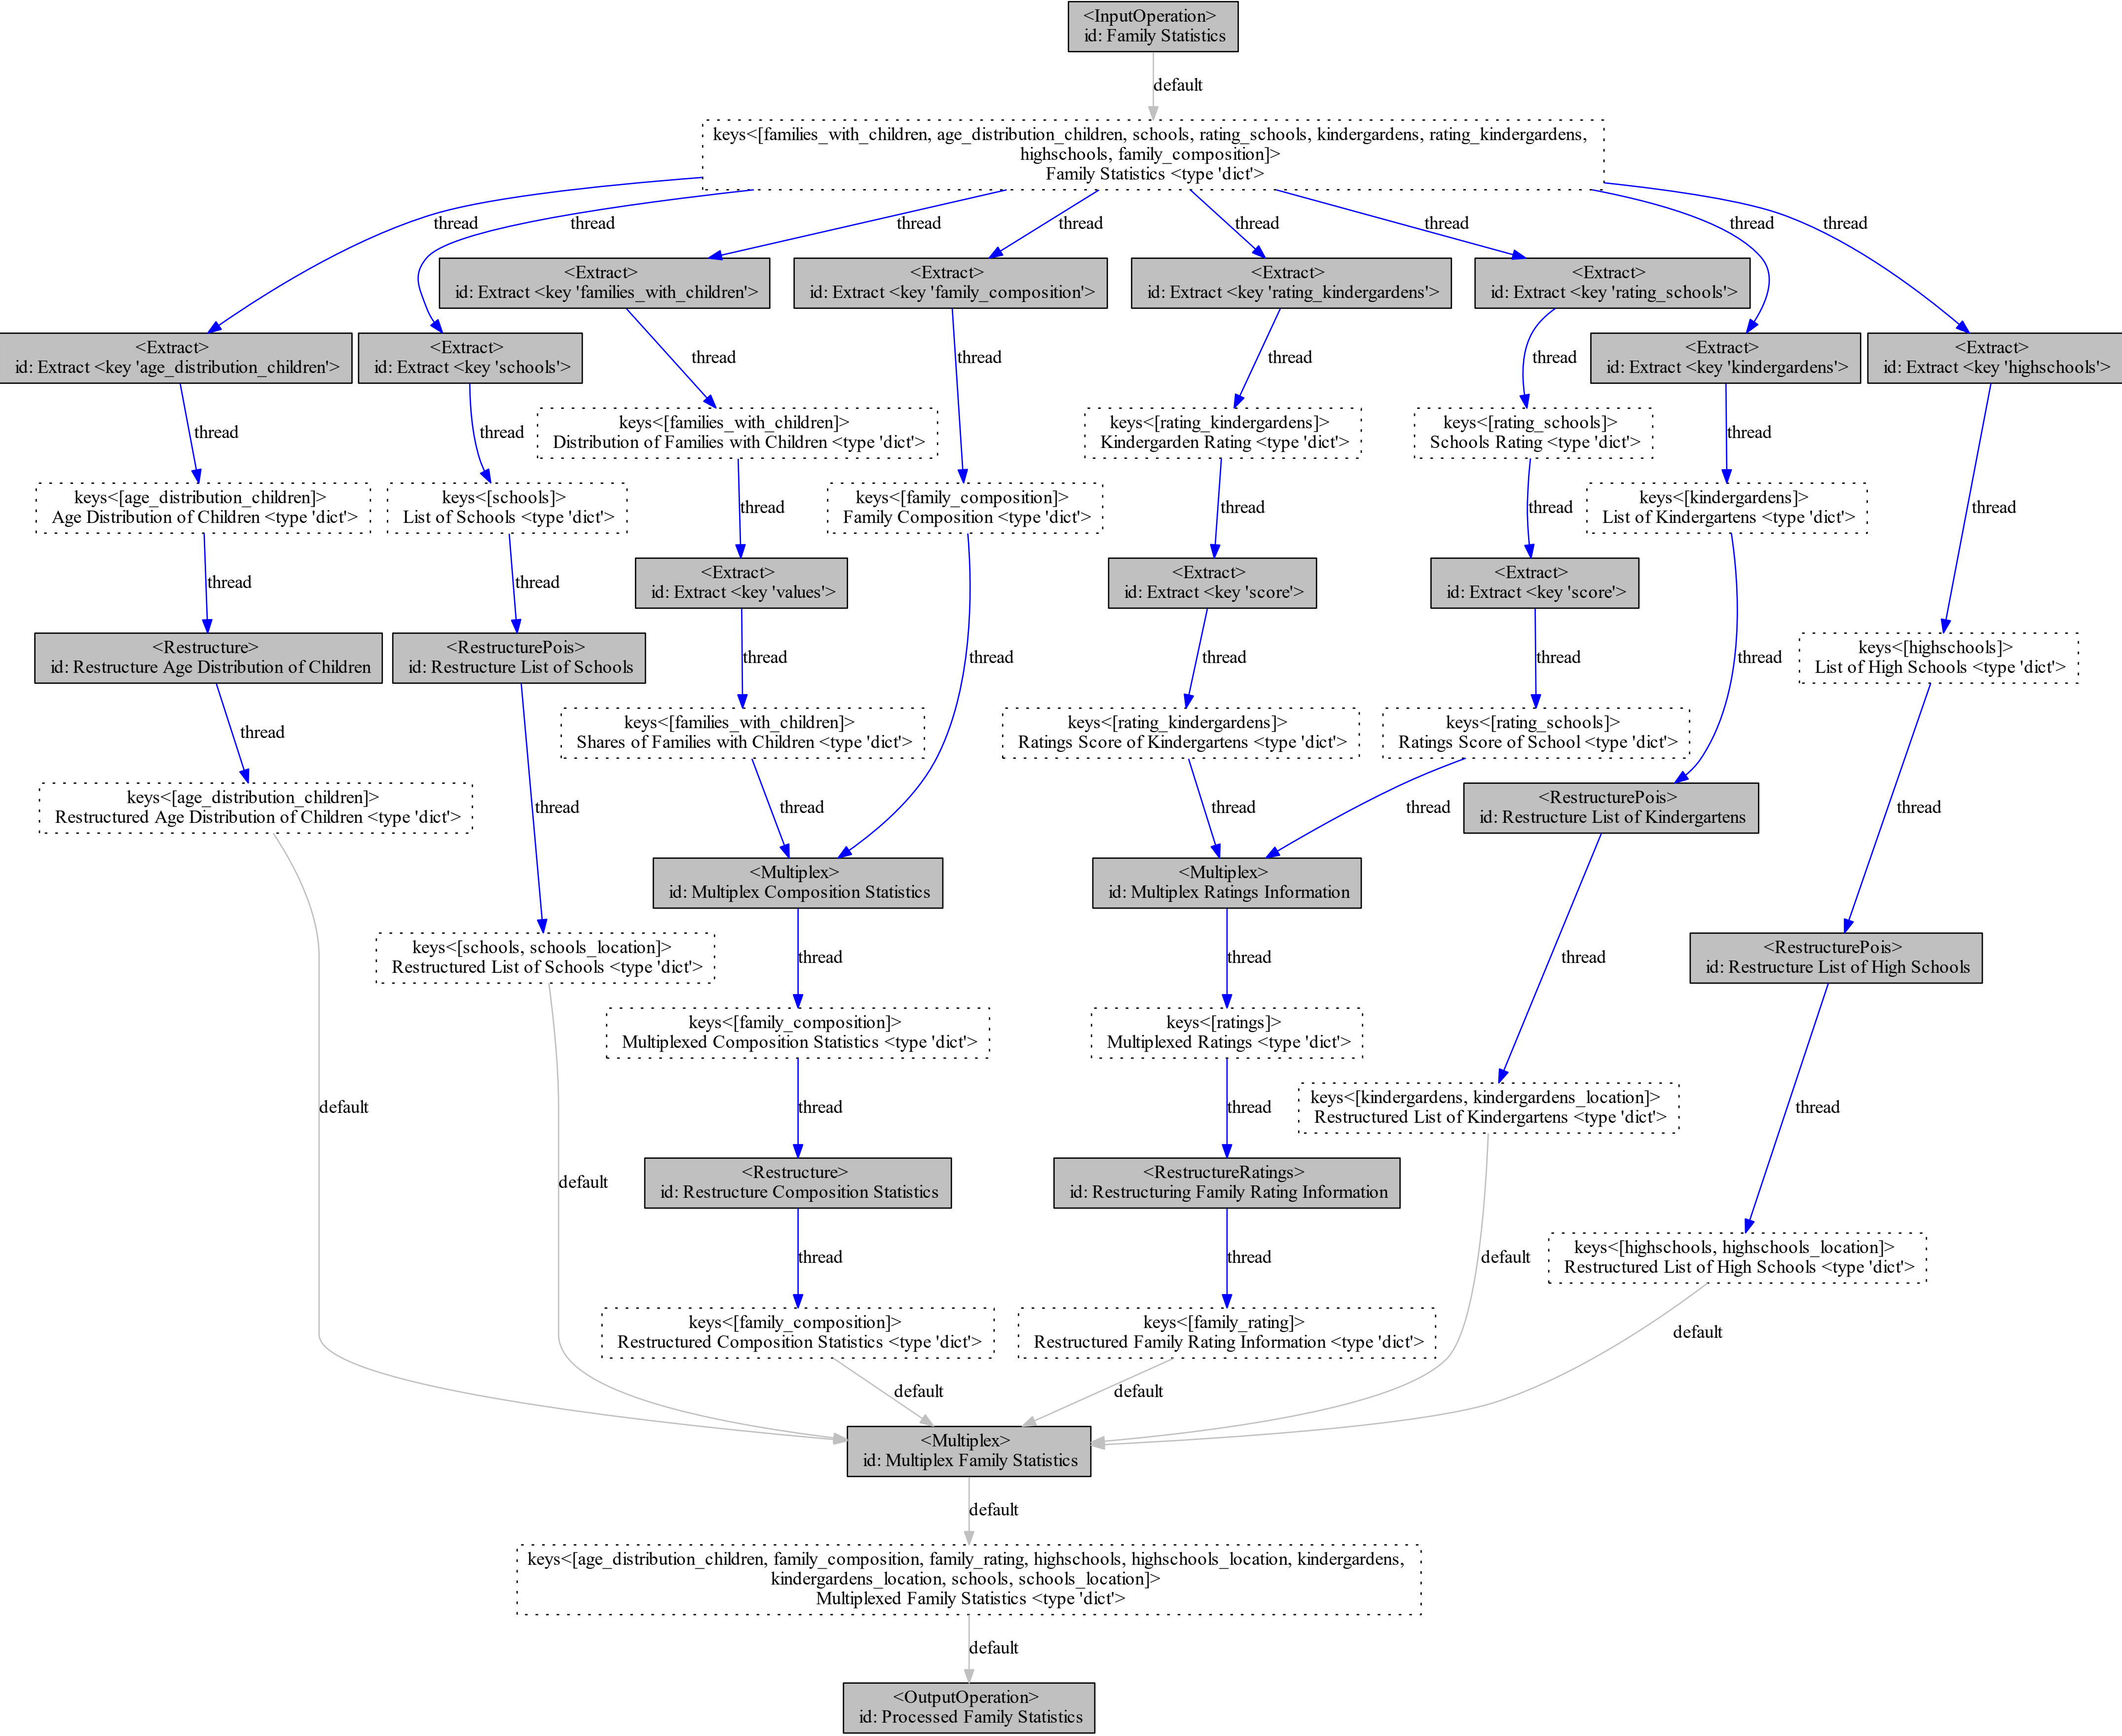 <InputOperation>
id: Family Statistics
default
keys<[families_with_children, age_distribution_children, schools, rating_schools, kindergardens, rating_kindergardens,
highschools, family_composition]>
Family Statistics <type 'dict'>
thread
thread
thread
thread
thread
thread
thread
thread
<Extract>
id: Extract <key 'families_with_children'>
<Extract>
id: Extract <key 'family_composition'>
<Extract>
id: Extract <key 'rating_kindergardens'>
<Extract>
id: Extract <key 'rating_schools'>
<Extract>
id: Extract <key 'age_distribution_children'>
<Extract>
id: Extract <key 'schools'>
<Extract>
id: Extract <key 'kindergardens'>
<Extract>
id: Extract <key 'highschools'>
thread
thread
thread
thread
keys<[families_with_children]>
Distribution of Families with Children <type 'dict'>
keys<[rating_kindergardens]>
Kindergarden Rating <type 'dict'>
keys<[rating_schools]>
Schools Rating <type 'dict'>
thread
thread
thread
keys<[age_distribution_children]>
Age Distribution of Children <type 'dict'>
keys<[schools]>
List of Schools <type 'dict'>
keys<[family_composition]>
Family Composition <type 'dict'>
keys<[kindergardens]>
List of Kindergartens <type 'dict'>
thread
thread
thread
thread
thread
thread
<Extract>
id: Extract <key 'values'>
<Extract>
id: Extract <key 'score'>
<Extract>
id: Extract <key 'score'>
<Restructure>
id: Restructure Age Distribution of Children
<RestructurePois>
id: Restructure List of Schools
thread
thread
thread
thread
thread
keys<[highschools]>
List of High Schools <type 'dict'>
keys<[families_with_children]>
Shares of Families with Children <type 'dict'>
keys<[rating_kindergardens]>
Ratings Score of Kindergartens <type 'dict'>
keys<[rating_schools]>
Ratings Score of School <type 'dict'>
thread
keys<[age_distribution_children]>
Restructured Age Distribution of Children <type 'dict'>
thread
thread
thread
thread
<RestructurePois>
id: Restructure List of Kindergartens
thread
<Multiplex>
id: Multiplex Composition Statistics
<Multiplex>
id: Multiplex Ratings Information
keys<[schools, schools_location]>
Restructured List of Schools <type 'dict'>
thread
thread
thread
<RestructurePois>
id: Restructure List of High Schools
keys<[family_composition]>
Multiplexed Composition Statistics <type 'dict'>
keys<[ratings]>
Multiplexed Ratings <type 'dict'>
default
thread
thread
keys<[kindergardens, kindergardens_location]>
Restructured List of Kindergartens <type 'dict'>
thread
default
<Restructure>
id: Restructure Composition Statistics
<RestructureRatings>
id: Restructuring Family Rating Information
thread
thread
default
keys<[highschools, highschools_location]>
Restructured List of High Schools <type 'dict'>
keys<[family_composition]>
Restructured Composition Statistics <type 'dict'>
keys<[family_rating]>
Restructured Family Rating Information <type 'dict'>
default
default
default
<Multiplex>
id: Multiplex Family Statistics
default
keys<[age_distribution_children, family_composition, family_rating, highschools, highschools_location, kindergardens,
kindergardens_location, schools, schools_location]>
Multiplexed Family Statistics <type 'dict'>
default
<OutputOperation>
id: Processed Family Statistics